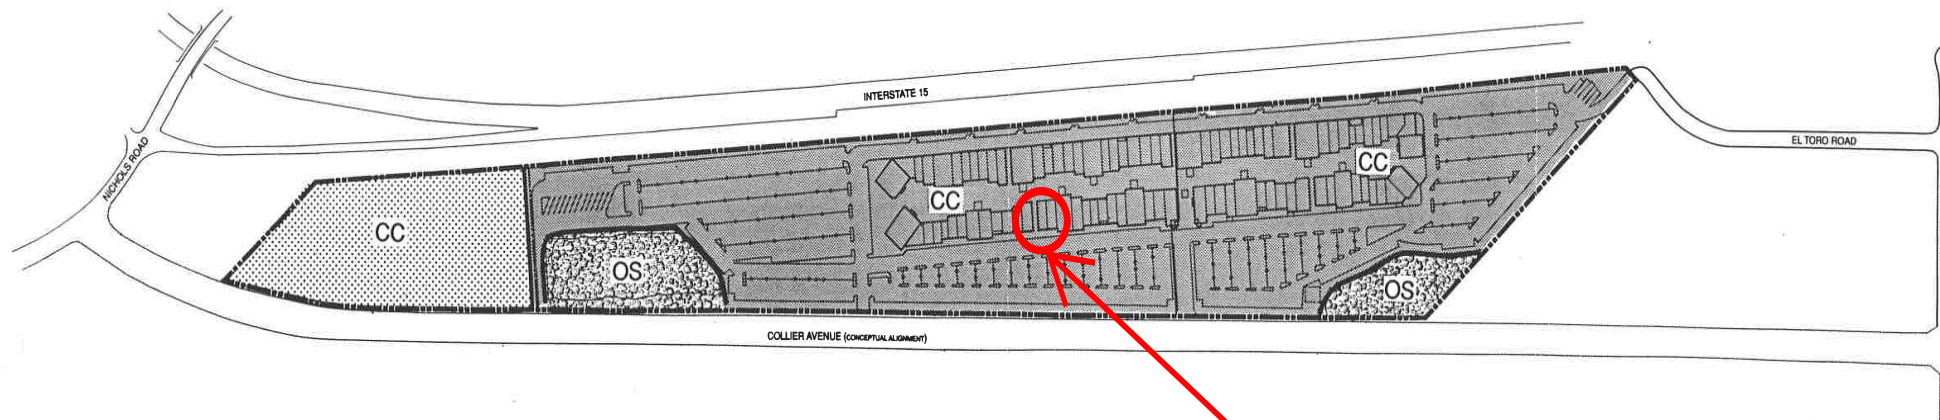 INTERSTATE 15
NICHOLS ROAD
EL TORO ROAD
CC
CC
CC
OS
OS
COLLIER AVENUE (CONCEPTUAL ALIGNMENT)